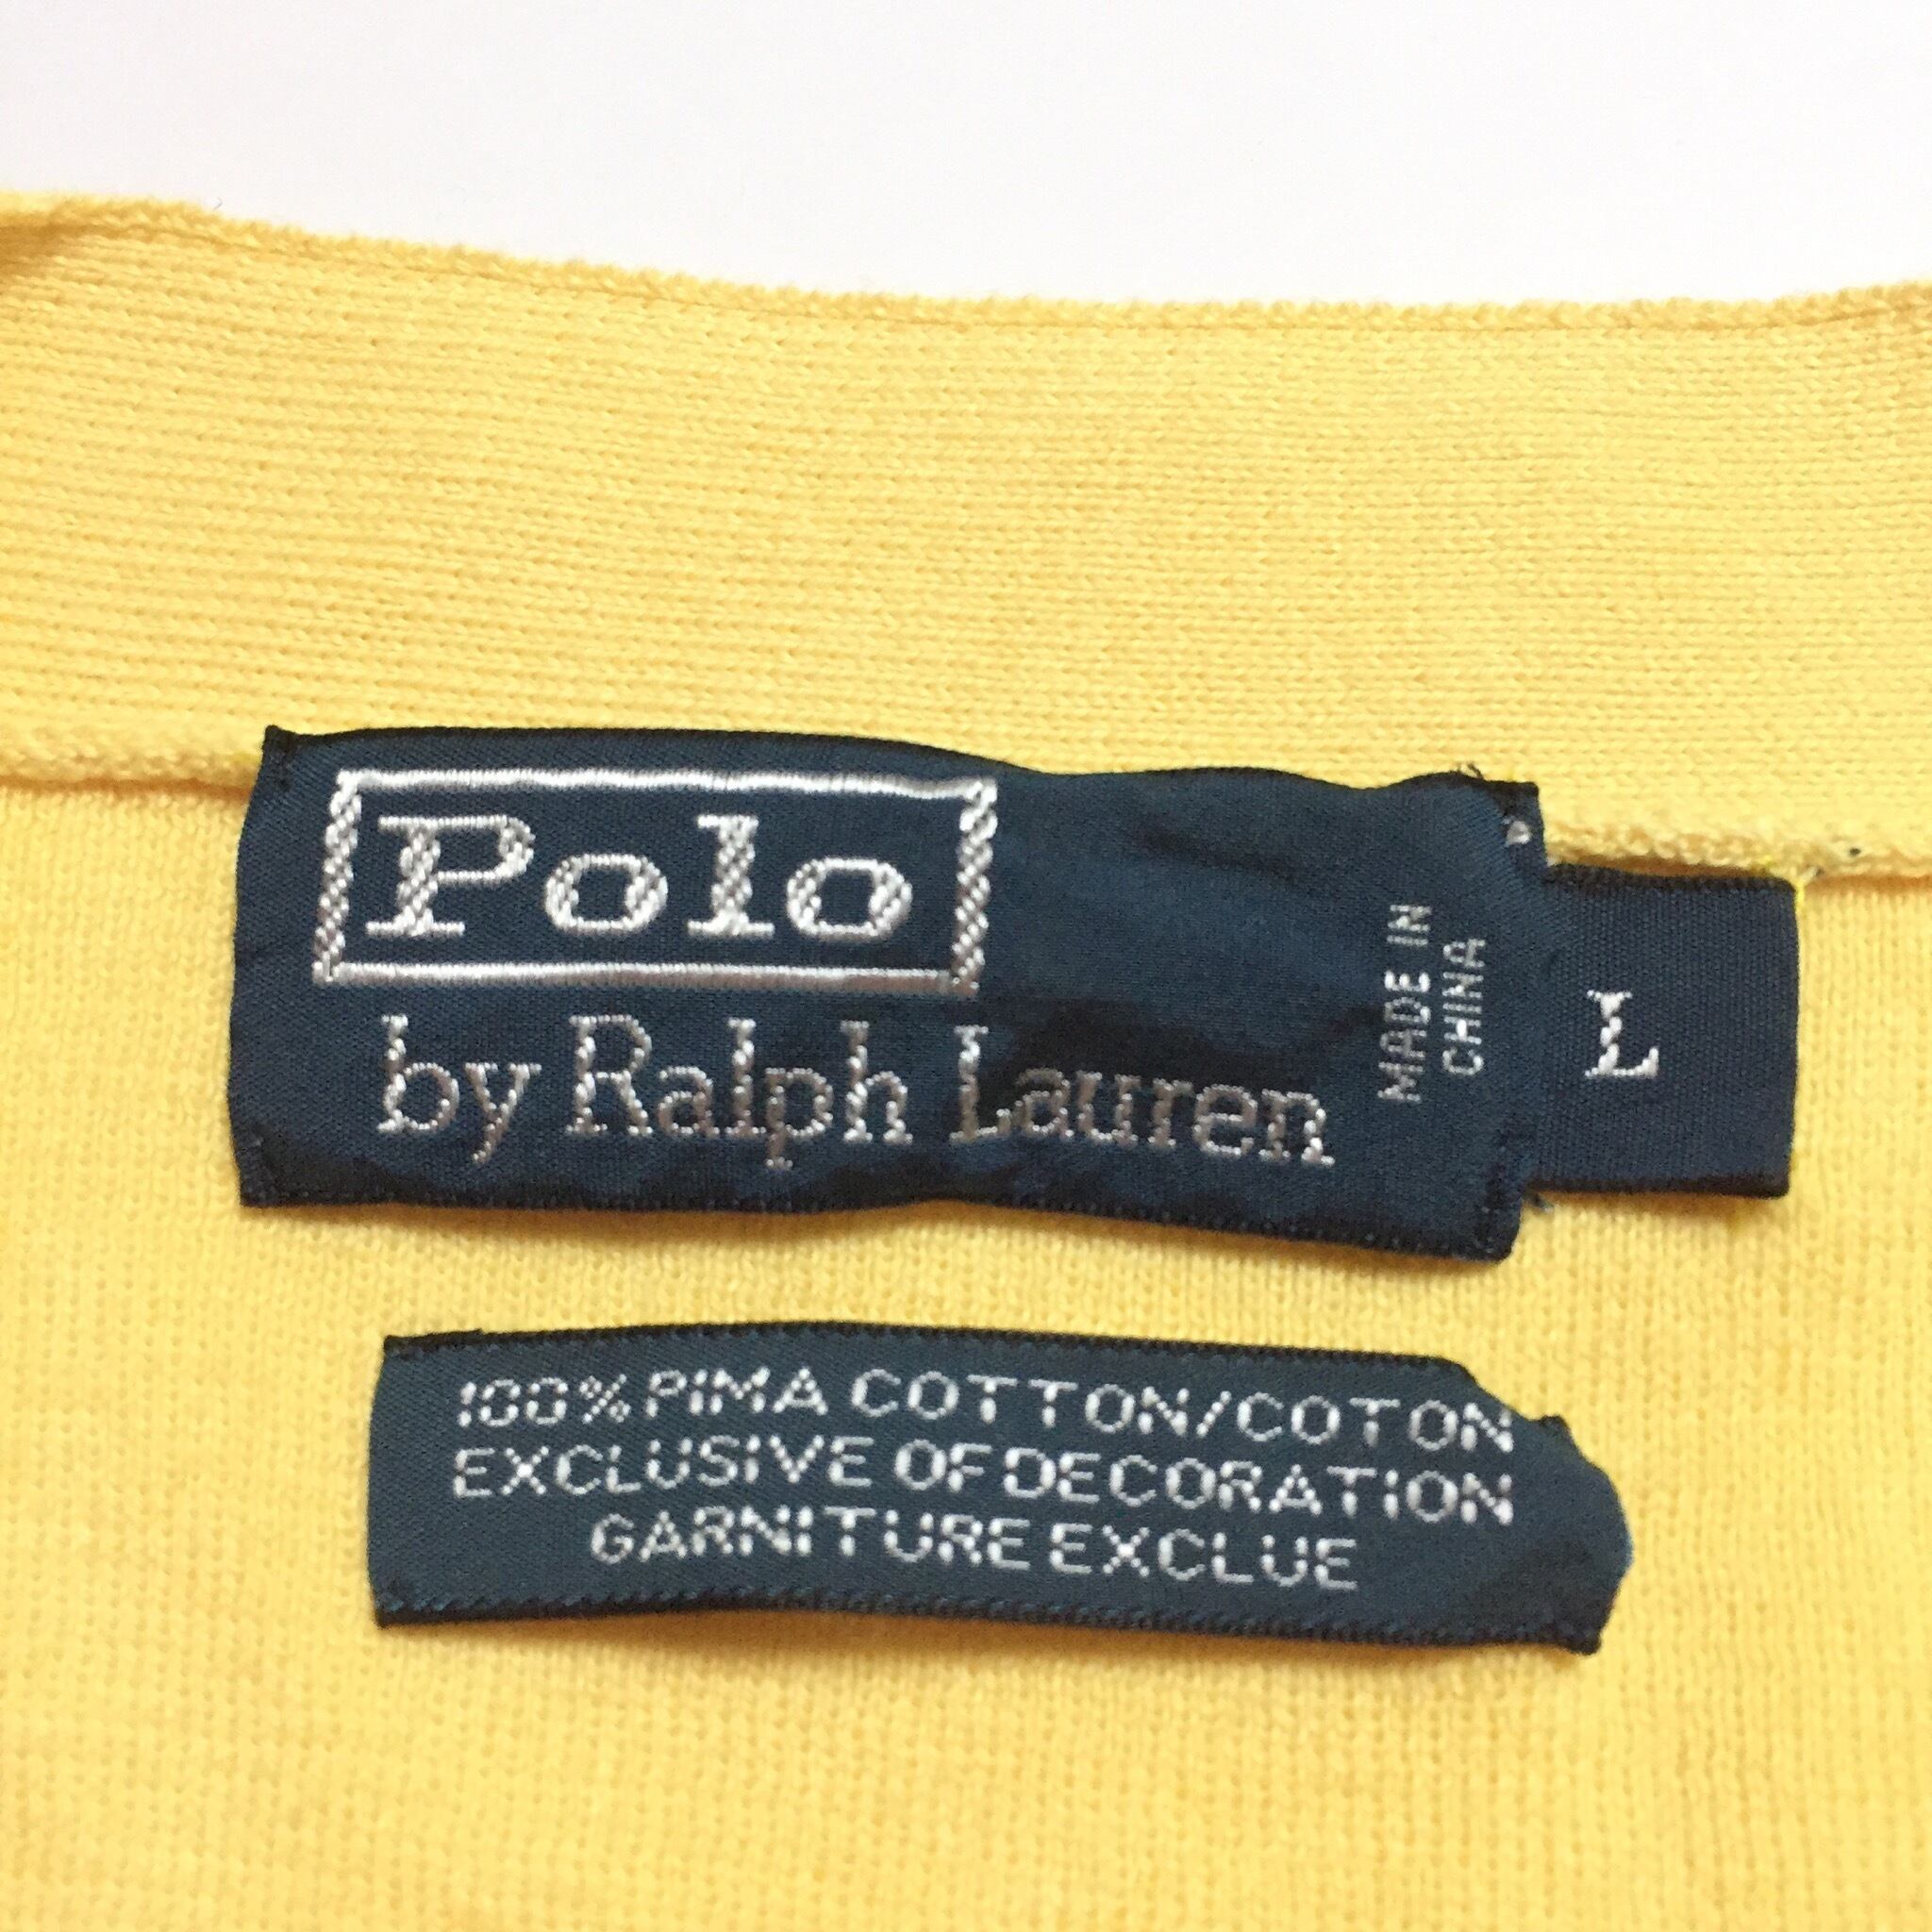 Polo
by Ralph Lauren
MADE IN
CHINA
L
100% PIMA COTTON/COTON
EXCLUSIVE OF DECORATION
GARNITURE EXCLUE